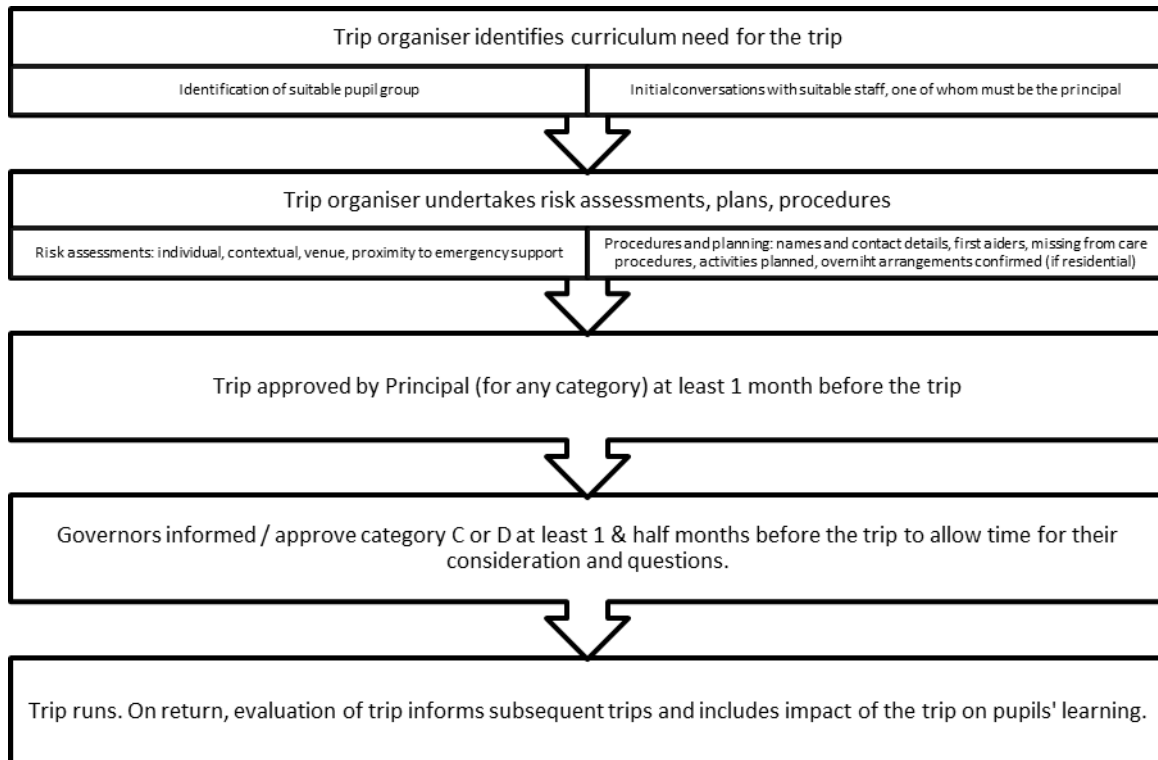 Trip organiser identifies curriculum need for the trip
Identification of suitable pupil group
Initial conversations with suitable staff, one of whom must be the principal
Trip organiser undertakes risk assessments, plans, procedures
Risk assessments: individual, contextual, venue, proximity to emergency support
Procedures and planning: names and contact details, first aiders, missing from care
procedures, activities planned, overniht arrangements confirmed (if residential)
Trip approved by Principal (for any category) at least 1 month before the trip
Governors informed / approve category C or D at least 1 & half months before the trip to allow time for their
consideration and questions.
Trip runs. On return, evaluation of trip informs subsequent trips and includes impact of the trip on pupils' learning.